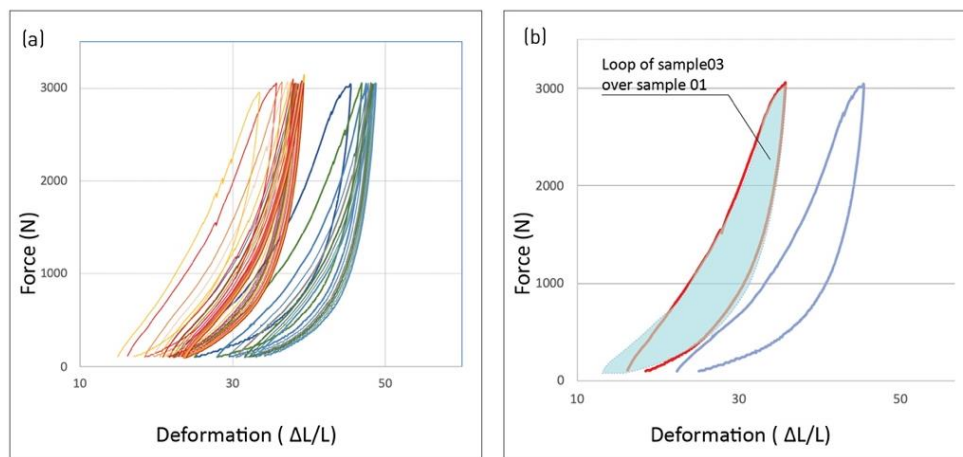 (a)
3000
2000
1000
0
10
30
50
Force (N)
Deformation ( ΔL/L)
(b)
Loop of sample03
over sample 01
3000
2000
1000
0
10
30
50
Force (N)
Deformation (ΔL/L)